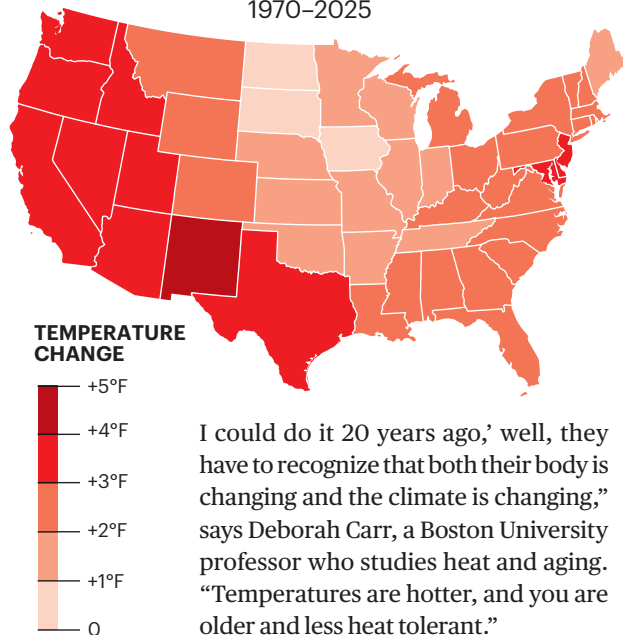 1970–2025
TEMPERATURE
CHANGE
+5°F
+4°F
+3°F
+2°F
+1°F
0
I could do it 20 years ago,’ well, they
have to recognize that both their body is
changing and the climate is changing,”
says Deborah Carr, a Boston University
professor who studies heat and aging.
“Temperatures are hotter, and you are
older and less heat tolerant.”